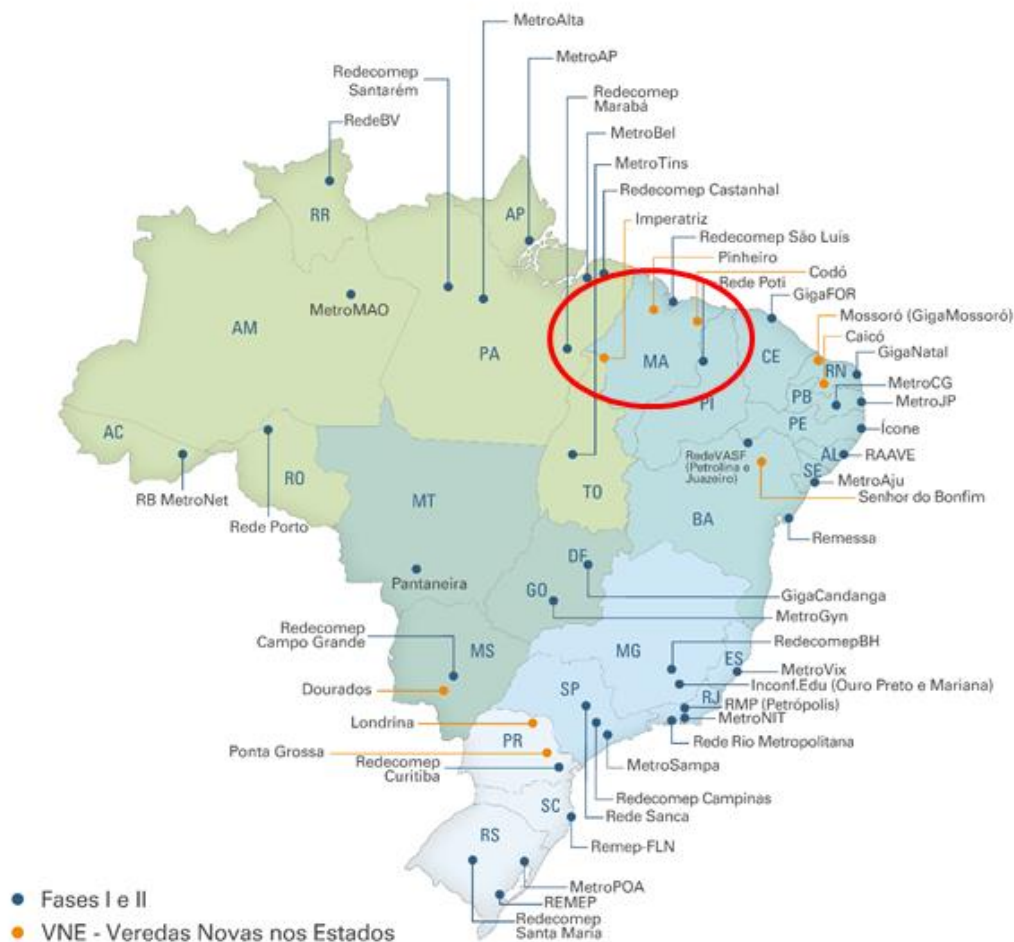 MetroAlta
MetroAP
Redecomep
Santarém
Redecomep
Marabá
RedeBV
MetroBel
MetroTins
Redecomep Castanhal
Imperatriz
Redecomep São Luís
Pinheiro
Codó
Rede Poti
GigaFOR
Mossoró (GigaMossoró)
Caicó
GigaNatal
MetroCG
MetroJP
Ícone
RAAVE
MetroAju
Senhor do Bonfim
Remessa
RedeVASF
(Petrolina e
Juazeiro)
RR
AP
MetroMAO
AM
PA
MA
CE
RN
PB
PI
PE
AL
SE
AC
RO
TO
MT
BA
RB MetroNet
Rede Porto
Pantaneira
DF
GO
GigaCandanga
MetroGyn
Redecomep
Campo Grande
MS
MG
ES
RedecomepBH
MetroVix
Inconf.Edu (Ouro Preto e Mariana)
Dourados
SP
RJ
RMP (Petrópolis)
MetroNIT
Londrina
PR
Rede Rio Metropolitana
Ponta Grossa
Redecomep
Curitiba
MetroSampa
Redecomep Campinas
SC
Rede Sanca
RS
Remep-FLN
MetroPOA
REMEP
Redecomep
Santa Maria
Fases I e II
VNE - Veredas Novas nos Estados